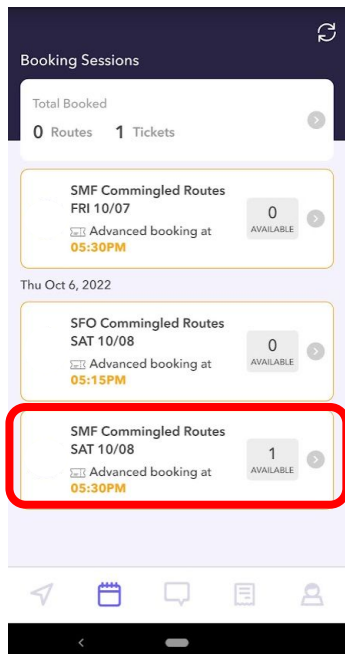 Booking Sessions
Total Booked
0 Routes 1 Tickets
SMF Commingled Routes
FRI 10/07
Advanced booking at
05:30PM
0
AVAILABLE
Thu Oct 6, 2022
SFO Commingled Routes
SAT 10/08
Advanced booking at
05:15PM
0
AVAILABLE
SMF Commingled Routes
SAT 10/08
Advanced booking at
05:30PM
1
AVAILABLE